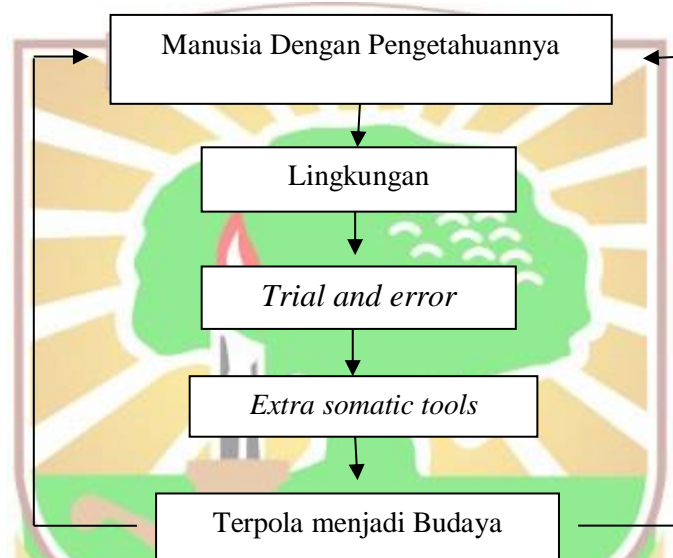 Manusia Dengan Pengetahuannya
Lingkungan
Trial and error
Extra somatic tools
Terpola menjadi Budaya